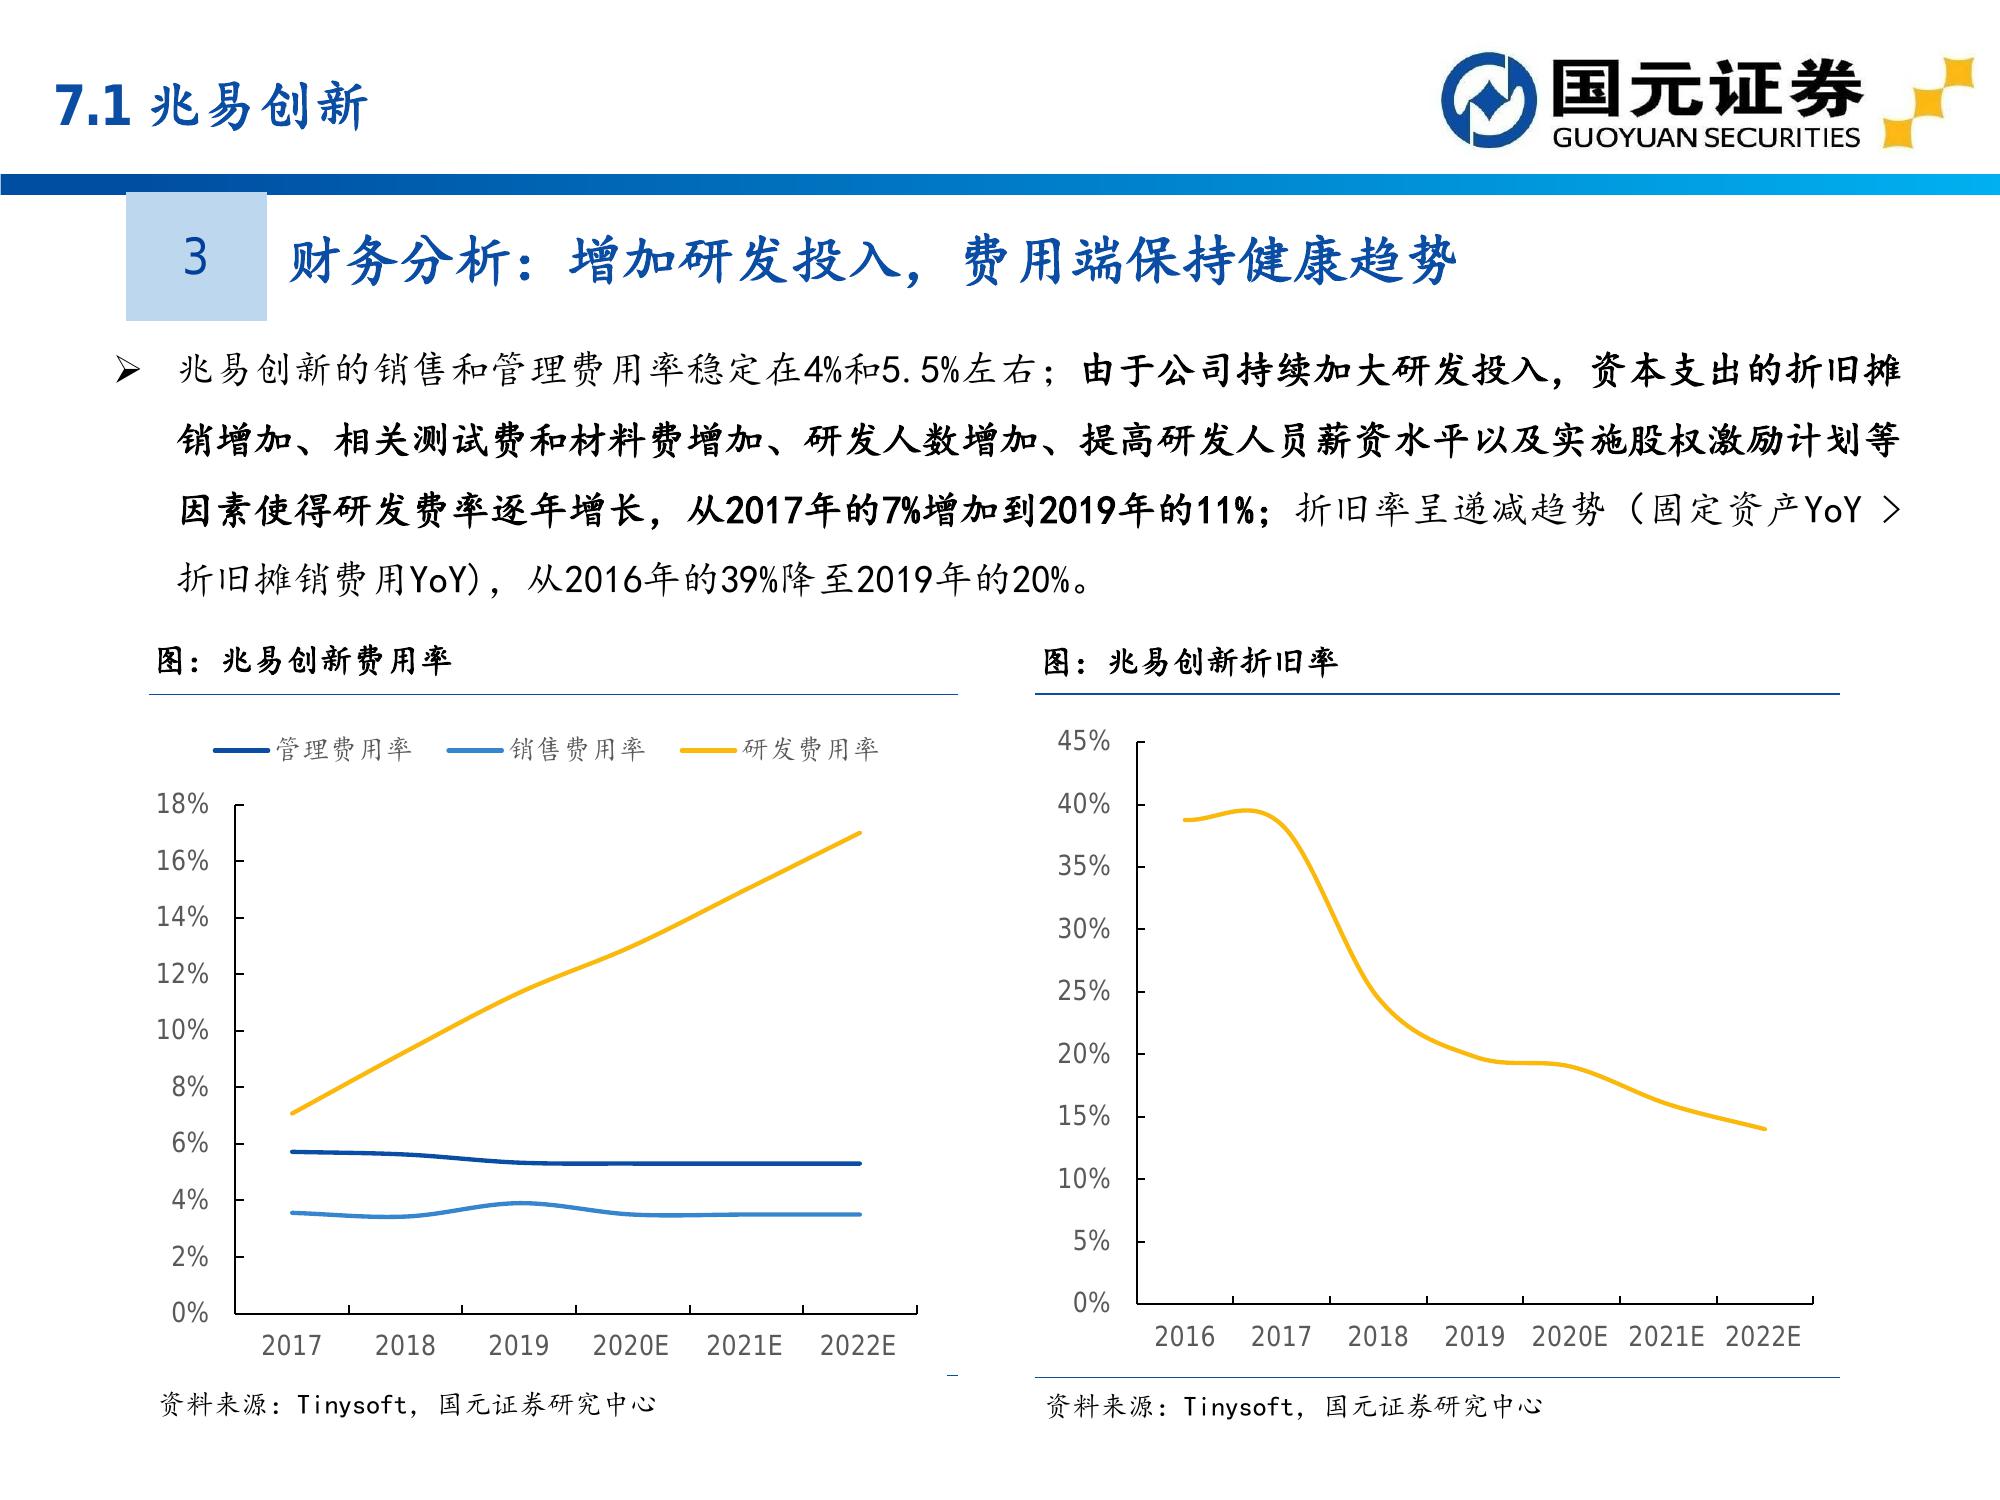 7.1 兆易创新
国元证券
GUOYUAN SECURITIES
3
财务分析：增加研发投入，费用端保持健康趋势
➢ 兆易创新的销售和管理费用率稳定在4%和5.5%左右；由于公司持续加大研发投入，资本支出的折旧摊
销增加、相关测试费和材料费增加、研发人数增加、提高研发人员薪资水平以及实施股权激励计划等
因素使得研发费率逐年增长，从2017年的7%增加到2019年的11%；折旧率呈递减趋势（固定资产YoY >
折旧摊销费用YoY），从2016年的39%降至2019年的20%。
图：兆易创新费用率
管理费用率 销售费用率 研发费用率
18%
16%
14%
12%
10%
8%
6%
4%
2%
0%
2017 2018 2019 2020E 2021E 2022E
资料来源：Tinysoft，国元证券研究中心
图：兆易创新折旧率
45%
40%
35%
30%
25%
20%
15%
10%
5%
0%
2016 2017 2018 2019 2020E 2021E 2022E
资料来源：Tinysoft，国元证券研究中心